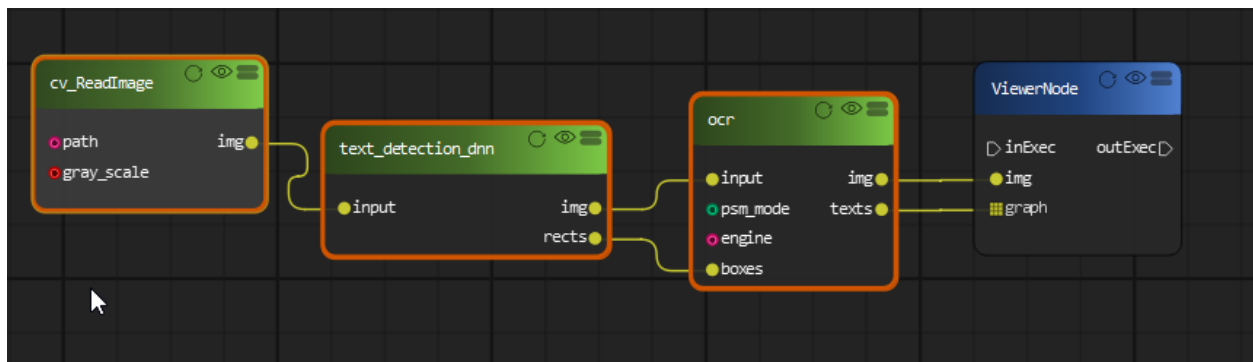 cv_ReadImage
path
img
gray_scale
text_detection_dnn
input
img
rects
ocr
input
img
psm_mode
texts
engine
boxes
ViewerNode
inExec
outExec
img
graph